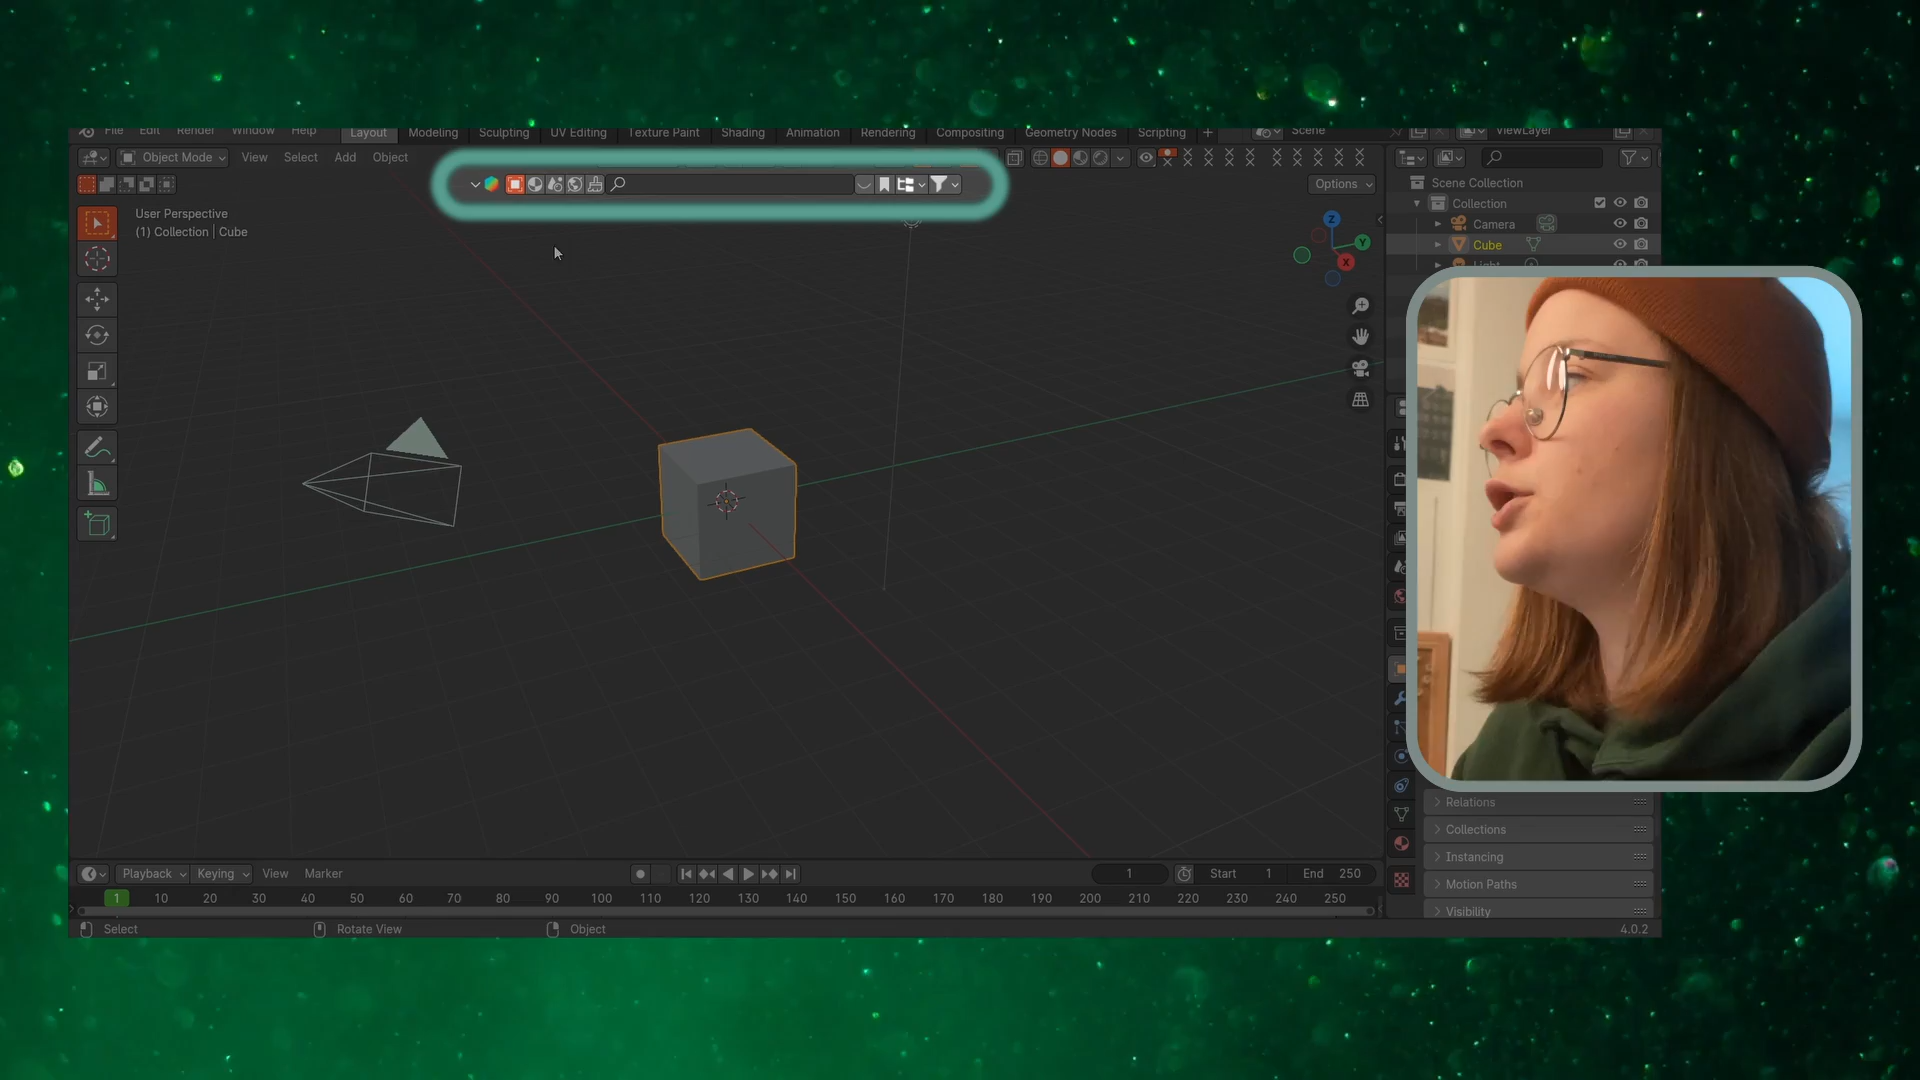 File Edit Render Window Help Layout Modeling Sculpting UV Editing Texture Paint Shading Animation Rendering Compositing Geometry Nodes Scripting + Scene ViewLayer
Object Mode View Select Add Object
Options
Scene Collection
Collection
Camera
Cube
Light
User Perspective
(1) Collection | Cube
Z
Y
X
Relations
Collections
Instancing
Motion Paths
Visibility
Playback Keying View Marker 1 Start 1 End 250
1 10 20 30 40 50 60 70 80 90 100 110 120 130 140 150 160 170 180 190 200 210 220 230 240 250
Select Rotate View Object 4.0.2